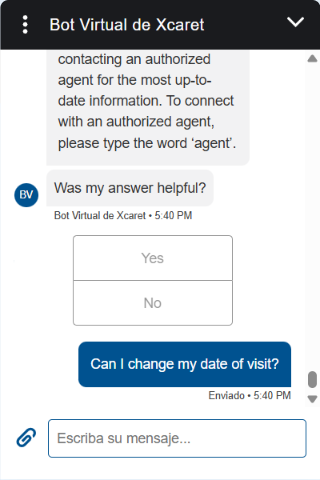 Bot Virtual de Xcaret
contacting an authorized
agent for the most up-to-
date information. To connect
with an authorized agent,
please type the word ‘agent’.
BV
Was my answer helpful?
Bot Virtual de Xcaret • 5:40 PM
Yes
No
Can I change my date of visit?
Enviado • 5:40 PM
Escriba su mensaje...